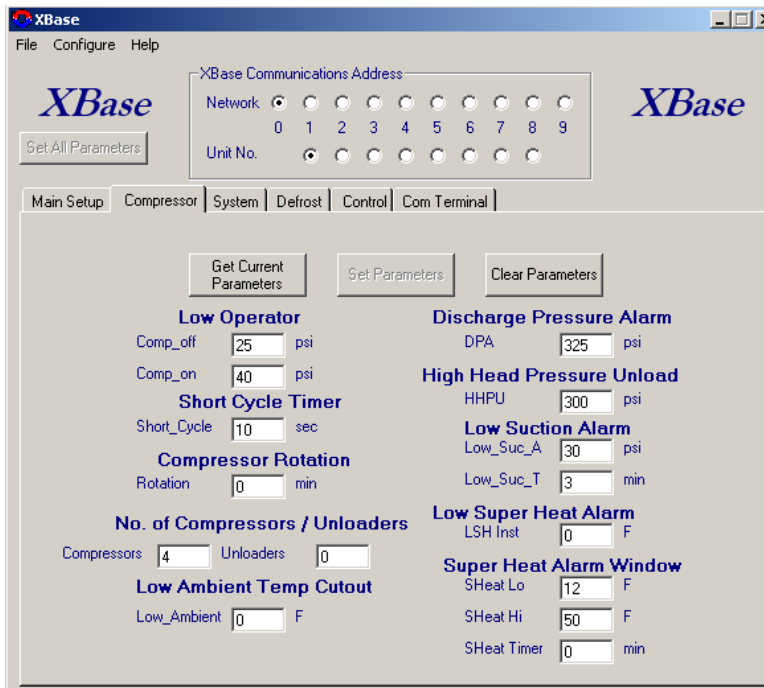 XBase
File Configure Help
XBase Communications Address
XBase
XBase
Network
0 1 2 3 4 5 6 7 8 9
Set All Parameters
Unit No.
Main Setup Compressor System Defrost Control Com Terminal
Get Current Parameters Set Parameters Clear Parameters
Low Operator
Comp_off 25 psi
Comp_on 40 psi
Short Cycle Timer
Short_Cycle 10 sec
Compressor Rotation
Rotation 0 min
No. of Compressors / Unloaders
Compressors 4 Unloaders 0
Low Ambient Temp Cutout
Low_Ambient 0 F
Discharge Pressure Alarm
DPA 325 psi
High Head Pressure Unload
HHPU 300 psi
Low Suction Alarm
Low_Suc_A 30 psi
Low_Suc_T 3 min
Low Super Heat Alarm
LSH Inst 0 F
Super Heat Alarm Window
SHeat Lo 12 F
SHeat Hi 50 F
SHeat Timer 0 min